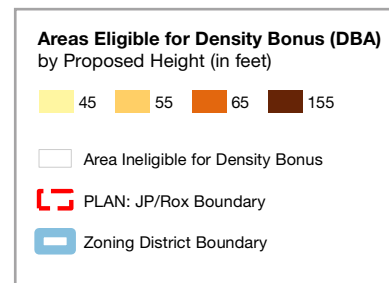 Areas Eligible for Density Bonus (DBA)
by Proposed Height (in feet)
45 55 65 155
Area Ineligible for Density Bonus
PLAN: JP/Rox Boundary
Zoning District Boundary